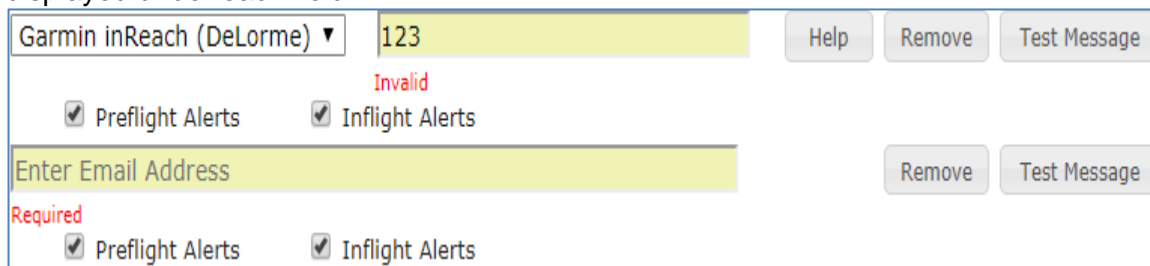 Garmin inReach (DeLorme) 123 Help Remove Test Message
Invalid
Preflight Alerts Inflight Alerts
Enter Email Address Remove Test Message
Required
Preflight Alerts Inflight Alerts